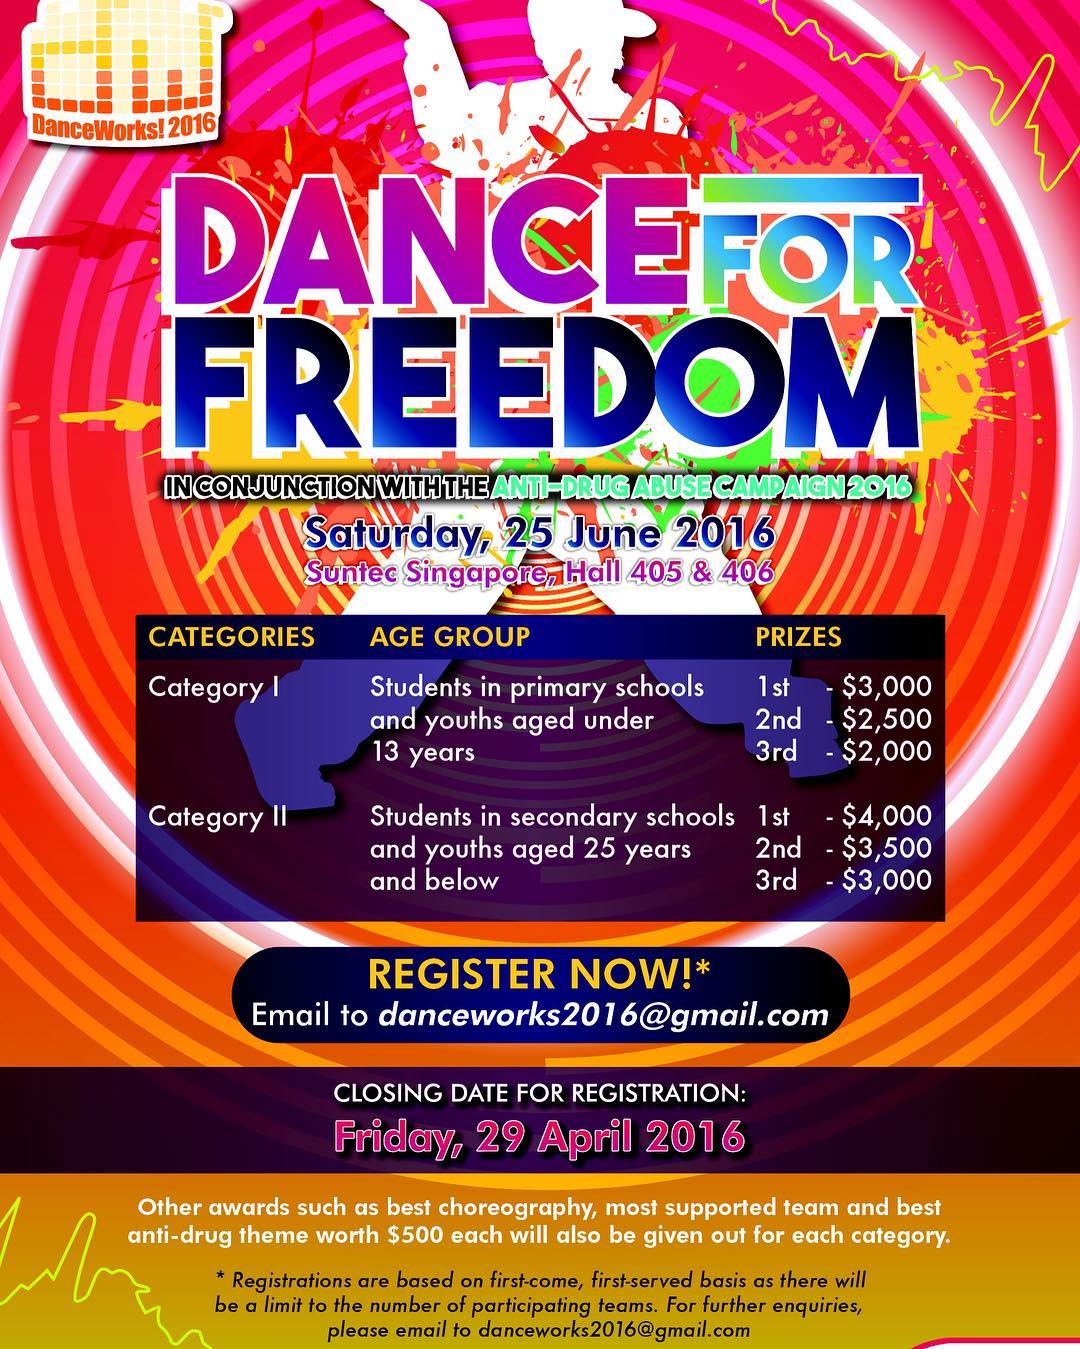 DanceWorks! 2016
DANCE FOR
FREEDOM
IN CONJUNCTION WITH THE ANTI-DRUG ABUSE CAMPAIGN 2016
Saturday, 25 June 2016
Suntec Singapore, Hall 405 & 406
CATEGORIES AGE GROUP PRIZES
Category I Students in primary schools 1st - $3,000
and youths aged under 2nd - $2,500
13 years 3rd - $2,000
Category II Students in secondary schools 1st - $4,000
and youths aged 25 years 2nd - $3,500
and below 3rd - $3,000
REGISTER NOW!*
Email to danceworks2016@gmail.com
CLOSING DATE FOR REGISTRATION:
Friday, 29 April 2016
Other awards such as best choreography, most supported team and best
anti-drug theme worth $500 each will also be given out for each category.
* Registrations are based on first-come, first-served basis as there will
be a limit to the number of participating teams. For further enquiries,
please email to danceworks2016@gmail.com